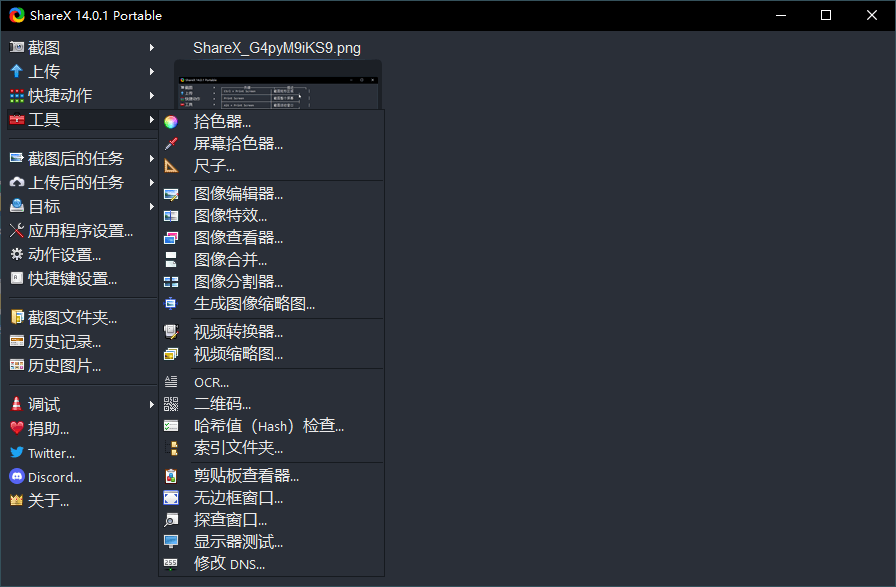 ShareX 14.0.1 Portable
截图
上传
快捷动作
工具
截图后的任务
上传后的任务
目标
应用程序设置...
动作设置...
快捷键设置...
截图文件夹...
历史记录...
历史图片...
调试
捐助...
Twitter...
Discord...
关于...
ShareX_G4pyM9iKS9.png
拾色器...
屏幕拾色器...
尺子...
图像编辑器...
图像特效...
图像查看器...
图像合并...
图像分割器...
生成图像缩略图...
视频转换器...
视频缩略图...
OCR...
二维码...
哈希值（Hash）检查...
索引文件夹...
剪贴板查看器...
无边框窗口...
探查窗口...
显示器测试...
修改 DNS...